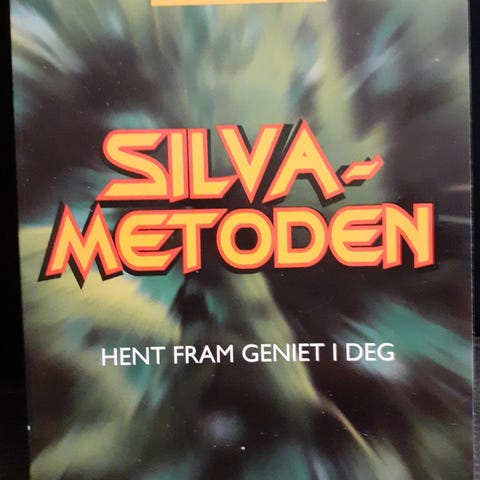 SILVA-
METODEN
HENT FRAM GENIET I DEG